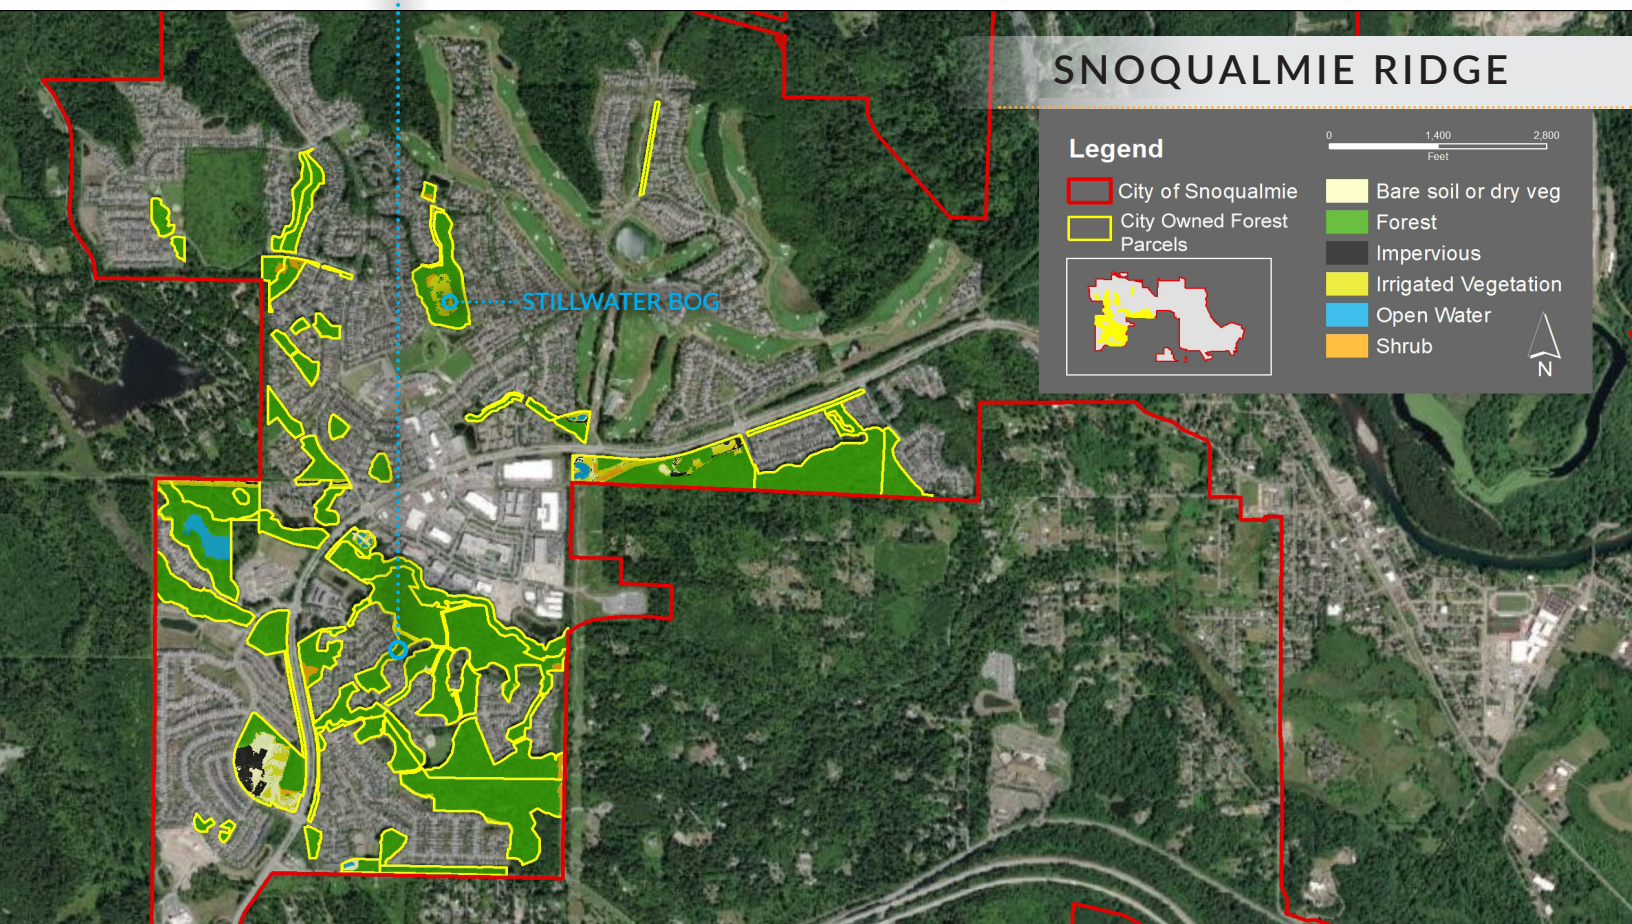 SNOQUALMIE RIDGE
Legend
0 1,400 2,800
Feet
City of Snoqualmie
City Owned Forest
Parcels
Bare soil or dry veg
Forest
Impervious
Irrigated Vegetation
Open Water
Shrub
N
STILLWATER BOG